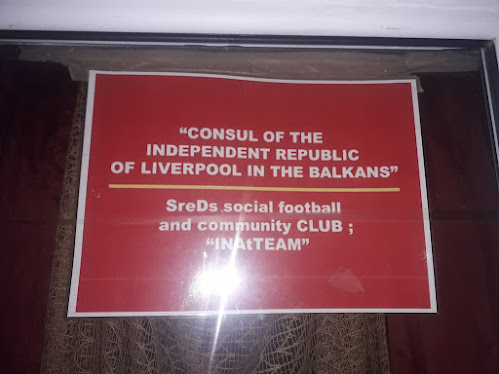 “CONSUL OF THE
INDEPENDENT REPUBLIC
OF LIVERPOOL IN THE BALKANS”
SreDs social football
and community CLUB ;
“INAtTEAM”